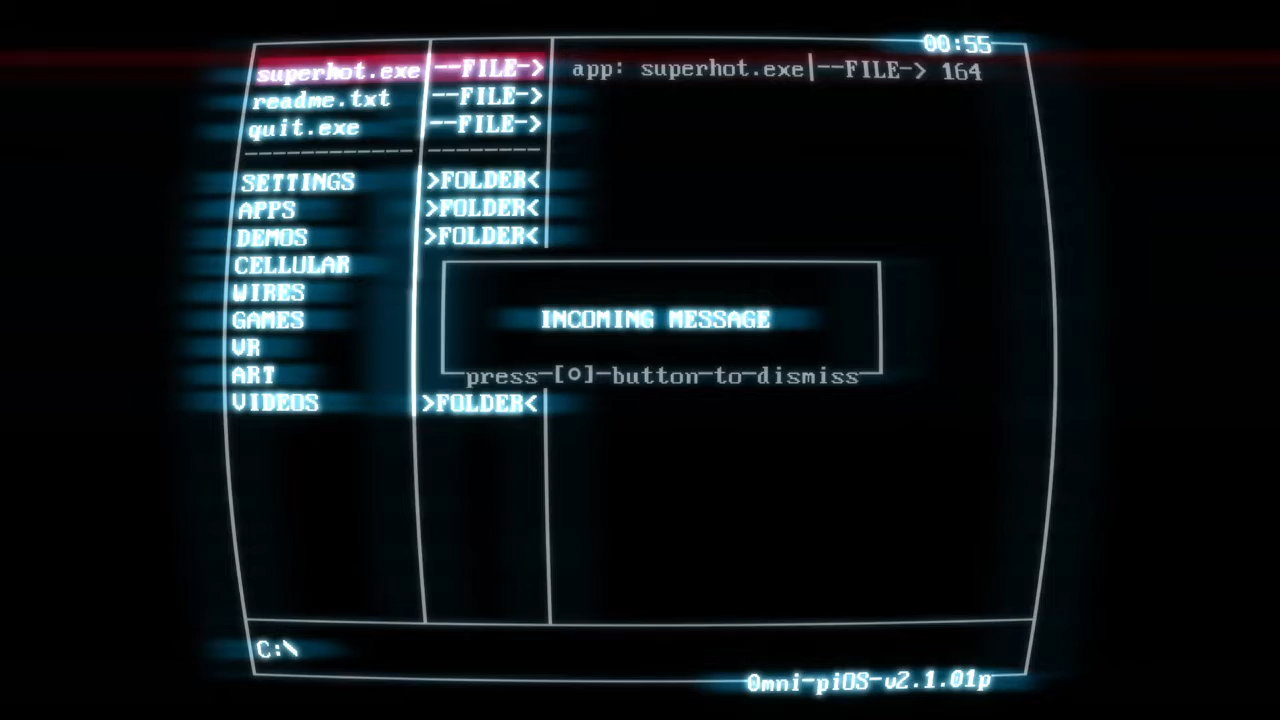 00:55
superhot.exe|--FILE-> app: superhot.exe|--FILE-> 164
readme.txt --FILE->
quit.exe --FILE->
------------ --------
SETTINGS >FOLDER<
APPS >FOLDER<
DEMOS >FOLDER<
CELLULAR
WIRES
GAMES
VR
ART
VIDEOS >FOLDER<
INCOMING MESSAGE
press-[O]-button-to-dismiss
C:\
Omni-piOS-v2.1.01p